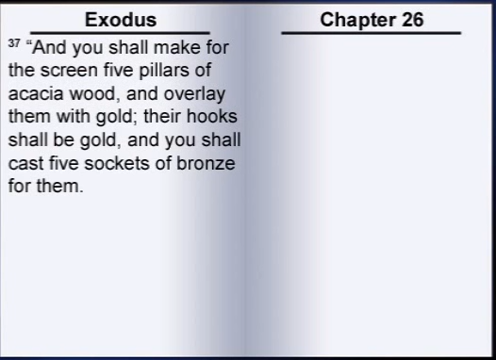 Exodus
Chapter 26
37 “And you shall make for
the screen five pillars of
acacia wood, and overlay
them with gold; their hooks
shall be gold, and you shall
cast five sockets of bronze
for them.